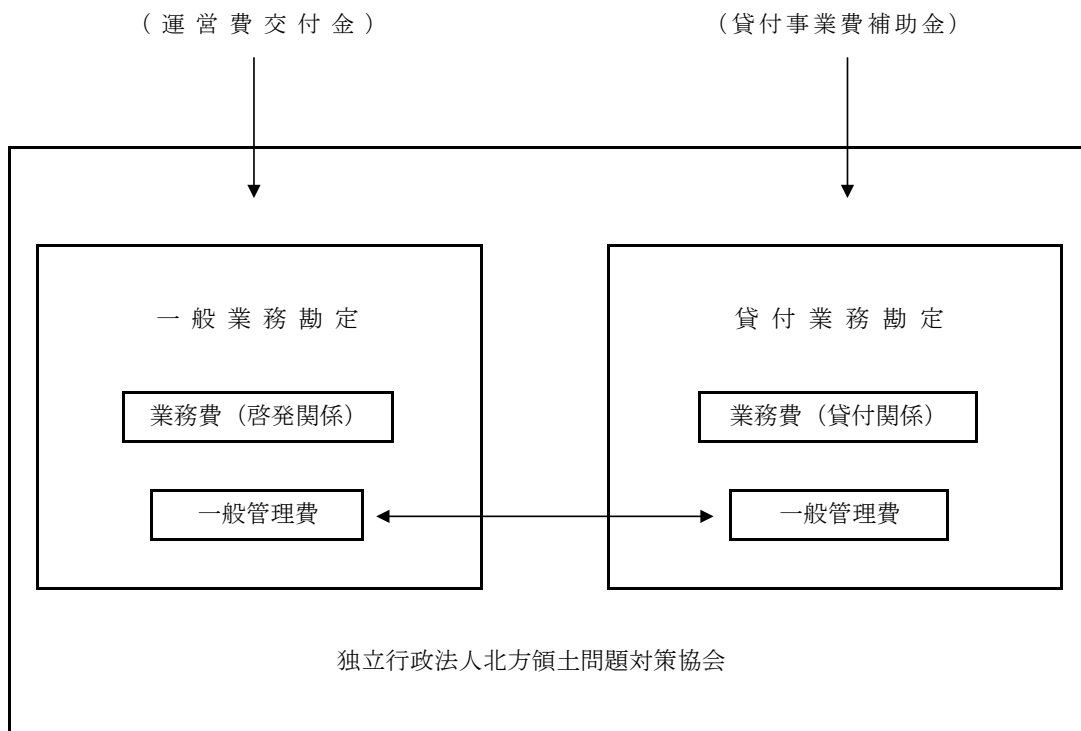 (運営費交付金)
(貸付事業費補助金)
一般業務勘定
貸付業務勘定
業務費（啓発関係）
業務費（貸付関係）
一般管理費
一般管理費
独立行政法人北方領土問題対策協会